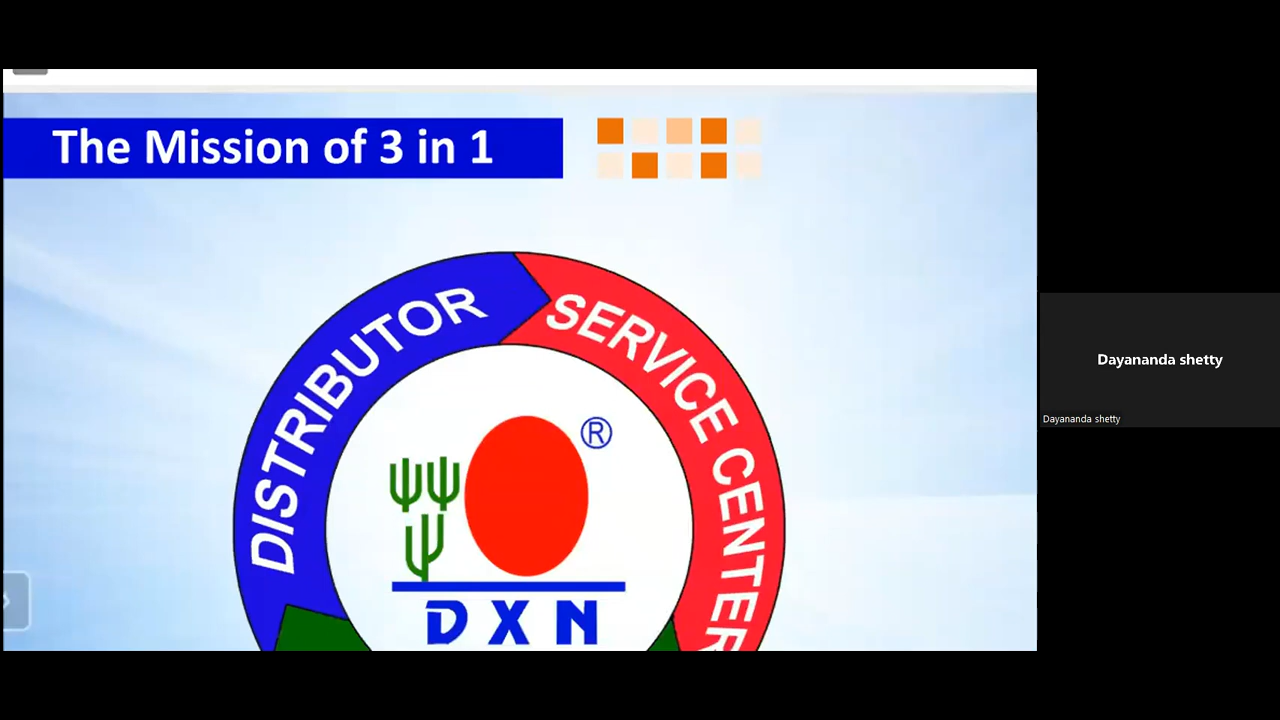 The Mission of 3 in 1
DISTRIBUTOR
SERVICE CENTER
®
DXN
Dayananda shetty
Dayananda shetty